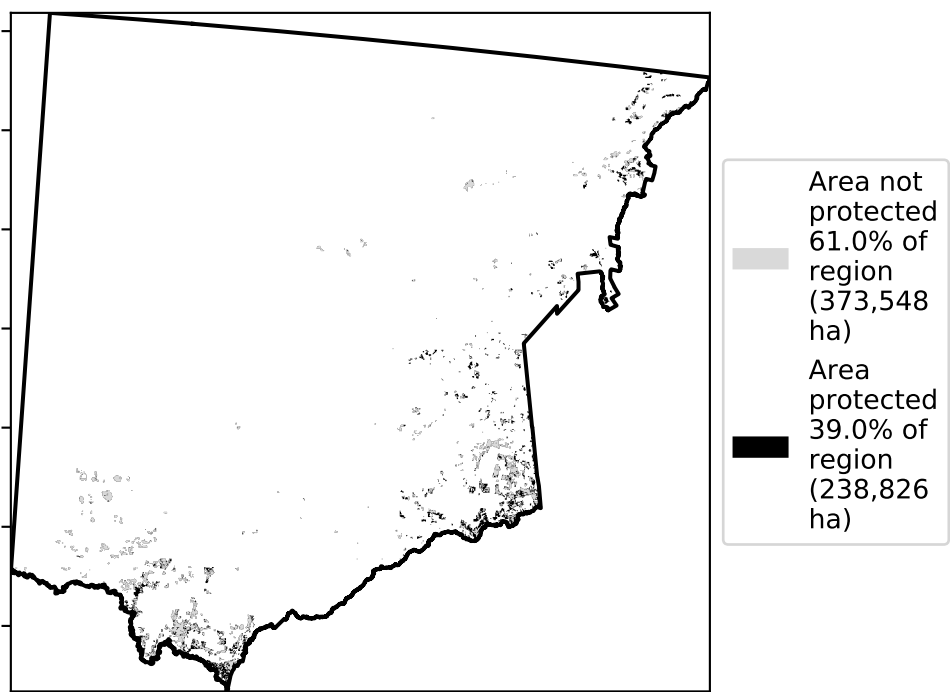 Area not
protected
61.0% of
region
(373,548
ha)
Area
protected
39.0% of
region
(238,826
ha)